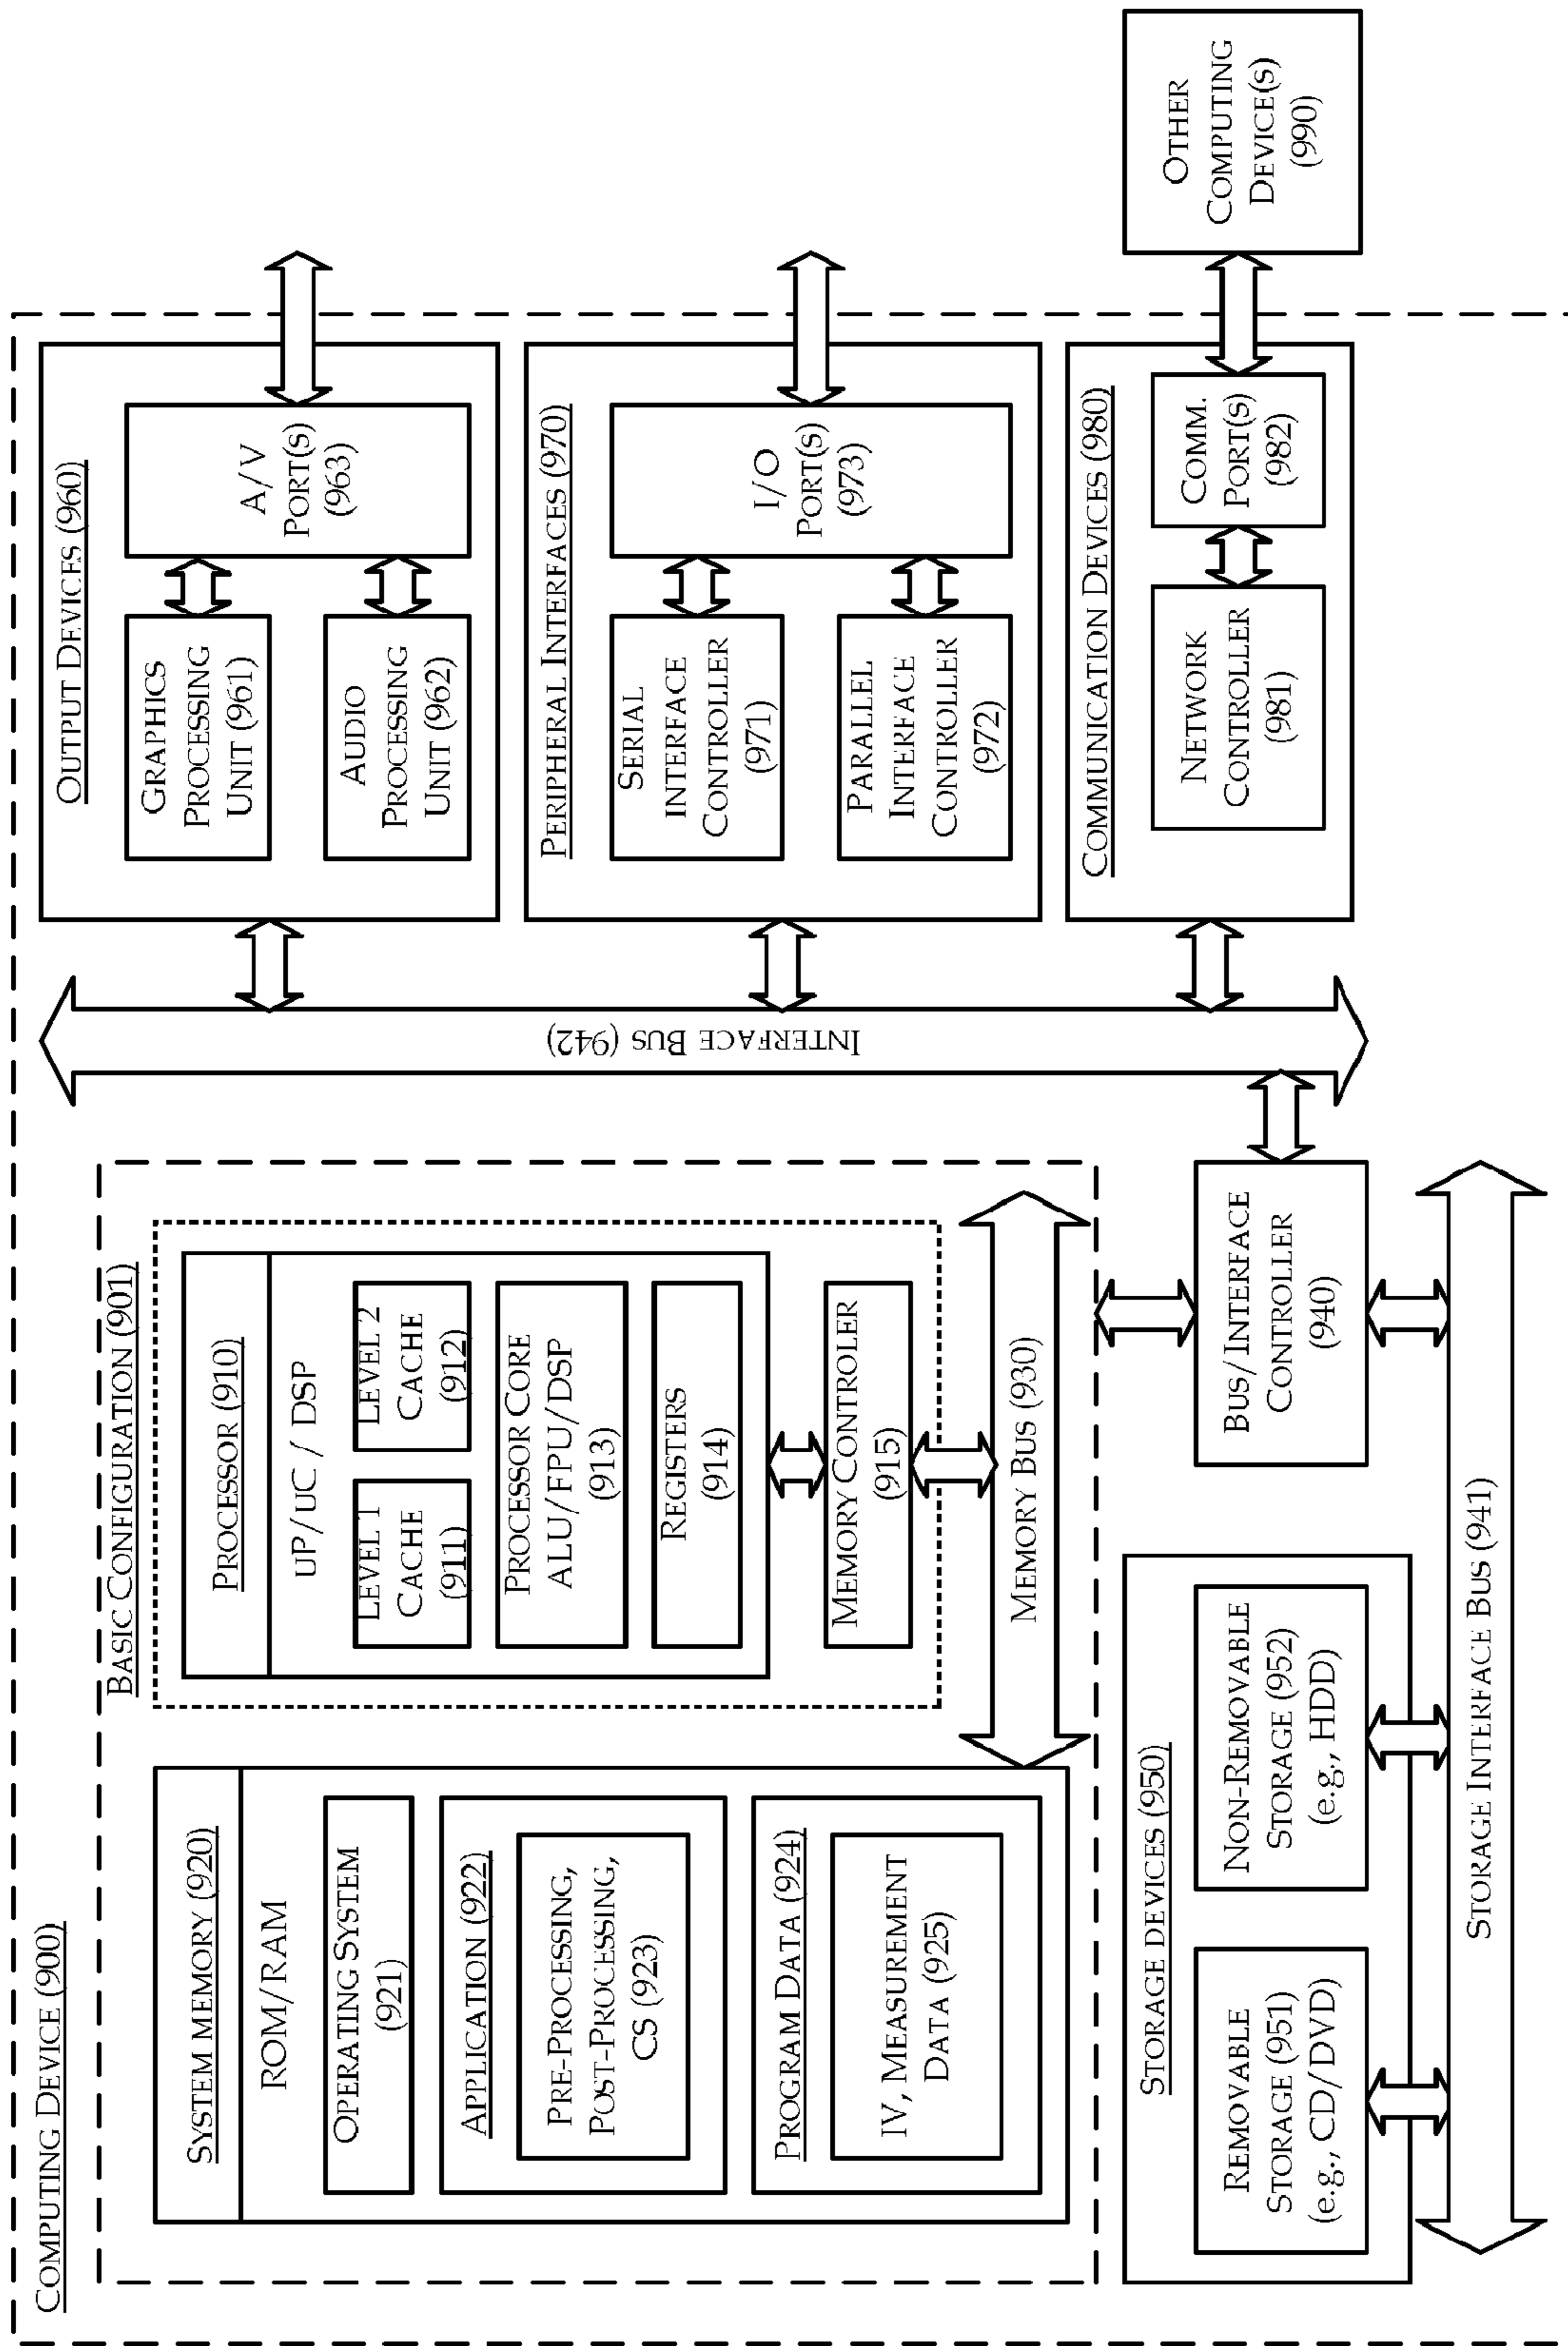 COMPUTING DEVICE (900)
BASIC CONFIGURATION (901)
SYSTEM MEMORY (920)
ROM/RAM
OPERATING SYSTEM
(921)
APPLICATION (922)
PRE-PROCESSING,
POST-PROCESSING,
CS (923)
PROGRAM DATA (924)
IV, MEASUREMENT
DATA (925)
PROCESSOR (910)
UP/UC / DSP
LEVEL 1
CACHE
(911)
LEVEL 2
CACHE
(912)
PROCESSOR CORE
ALU/FPU/DSP
(913)
REGISTERS
(914)
MEMORY CONTROLER
(915)
MEMORY BUS (930)
STORAGE DEVICES (950)
REMOVABLE
STORAGE (951)
(e.g., CD/DVD)
NON-REMOVABLE
STORAGE (952)
(e.g., HDD)
BUS/INTERFACE
CONTROLLER
(940)
STORAGE INTERFACE BUS (941)
INTERFACE BUS (942)
OUTPUT DEVICES (960)
GRAPHICS
PROCESSING
UNIT (961)
AUDIO
PROCESSING
UNIT (962)
A/V
PORT(S)
(963)
PERIPHERAL INTERFACES (970)
SERIAL
INTERFACE
CONTROLLER
(971)
PARALLEL
INTERFACE
CONTROLLER
(972)
I/O
PORT(S)
(973)
COMMUNICATION DEVICES (980)
NETWORK
CONTROLLER
(981)
COMM.
PORT(S)
(982)
OTHER
COMPUTING
DEVICE(S)
(990)